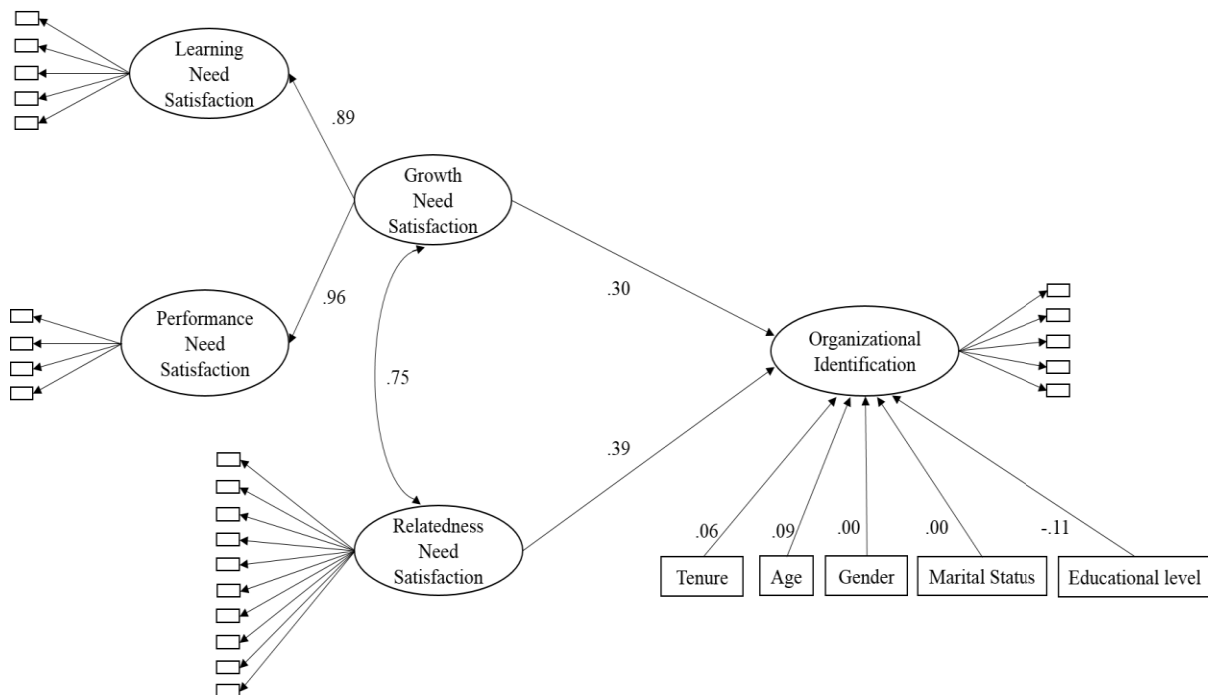 Learning
Need
Satisfaction
.89
Growth
Need
Satisfaction
.96
Performance
Need
Satisfaction
.30
Organizational
Identification
.75
.39
Relatedness
Need
Satisfaction
.06
.09
.00
.00
-.11
Tenure
Age
Gender
Marital Status
Educational level